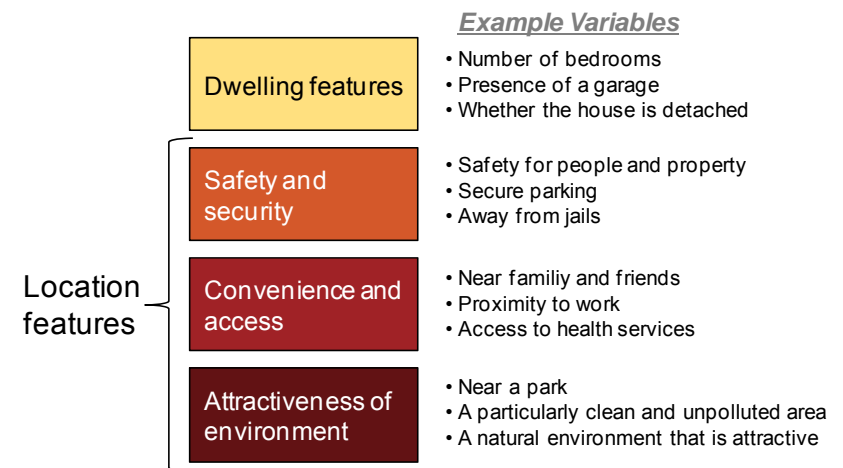 Example Variables
Dwelling features
• Number of bedrooms
• Presence of a garage
• Whether the house is detached
Location
features
Safety and
security
• Safety for people and property
• Secure parking
• Away from jails
Convenience and
access
• Near familiy and friends
• Proximity to work
• Access to health services
Attractiveness of
environment
• Near a park
• A particularly clean and unpolluted area
• A natural environment that is attractive